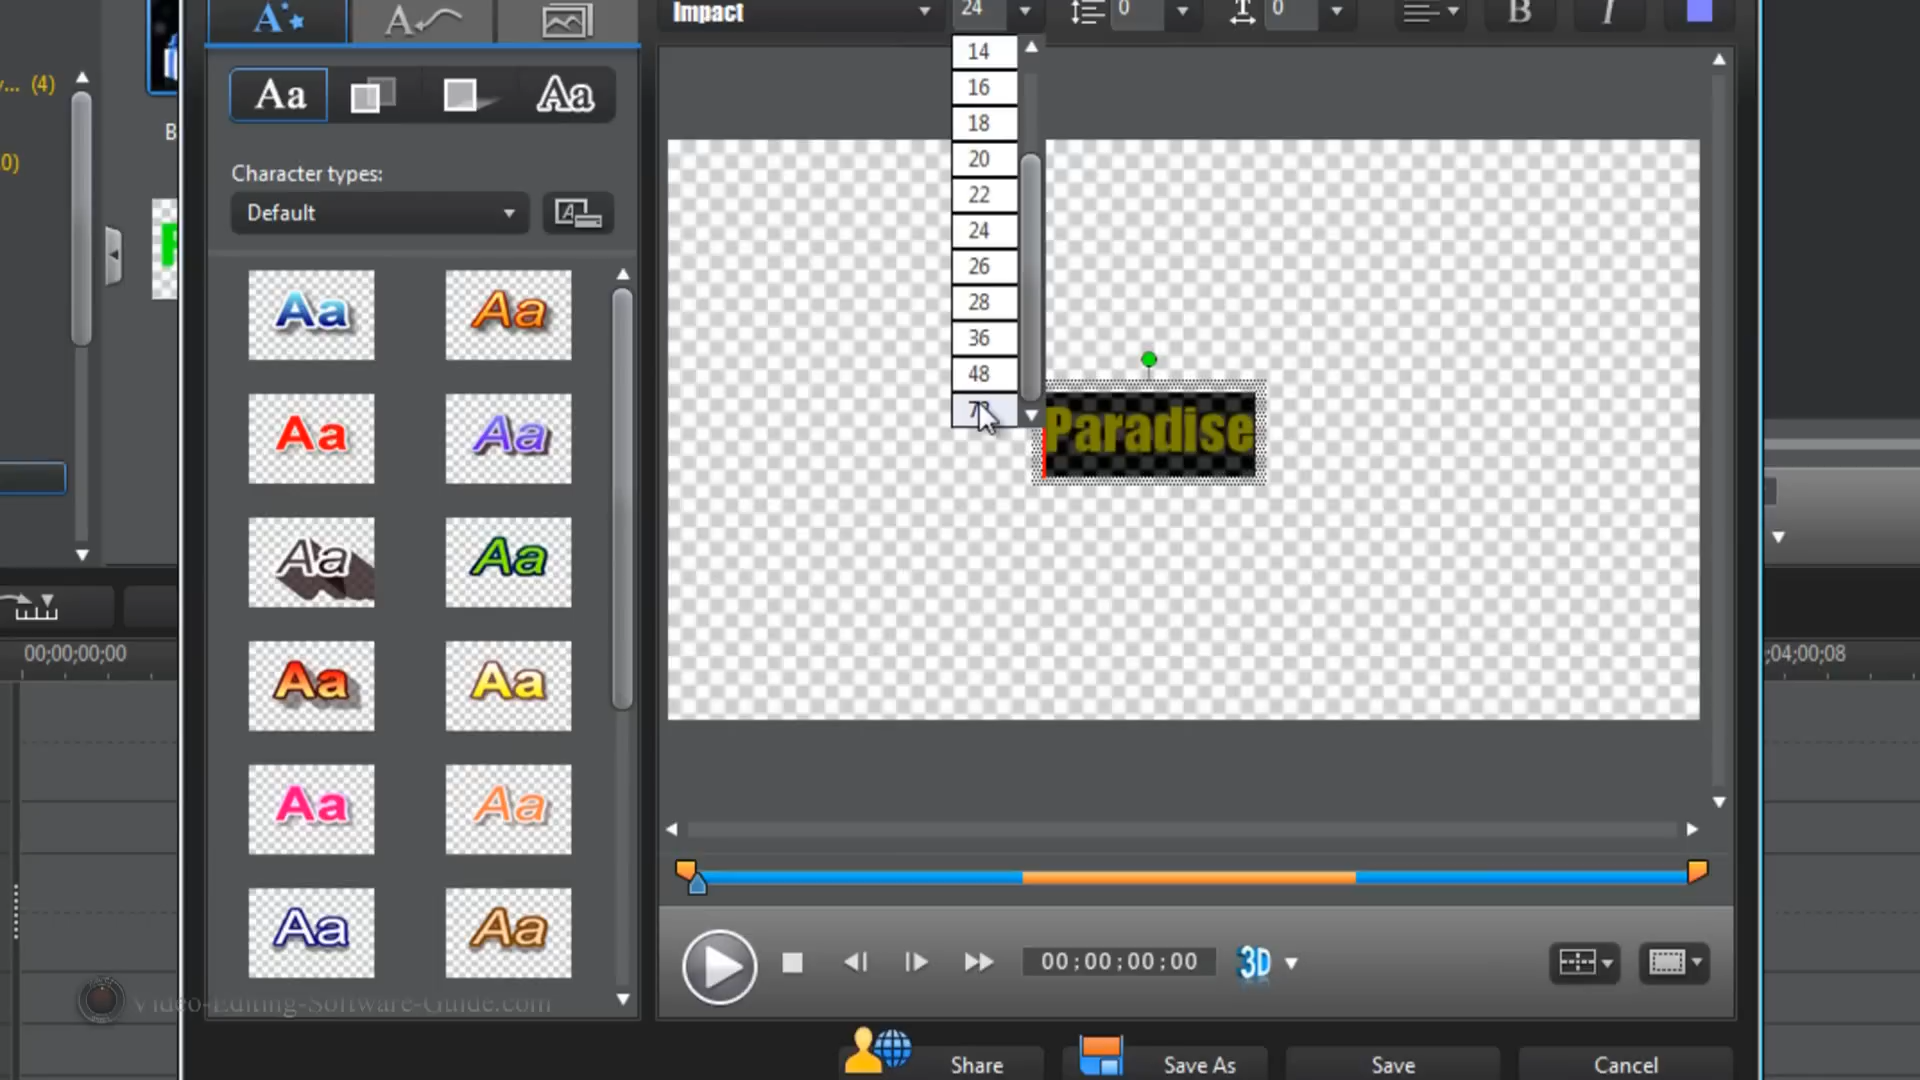 Impact
24
0
0
B
I
y... (4)
0)
B
14
16
18
20
22
24
26
28
36
48
Aa
Aa
Character types:
Default
Aa Aa
Aa Aa
Aa Aa
Aa Aa
Aa Aa
Aa Aa
Paradise
00;00;00;00
;04;00;08
00;00;00;00
3D
Video-Editing-Software-Guide.com
Share
Save As
Save
Cancel